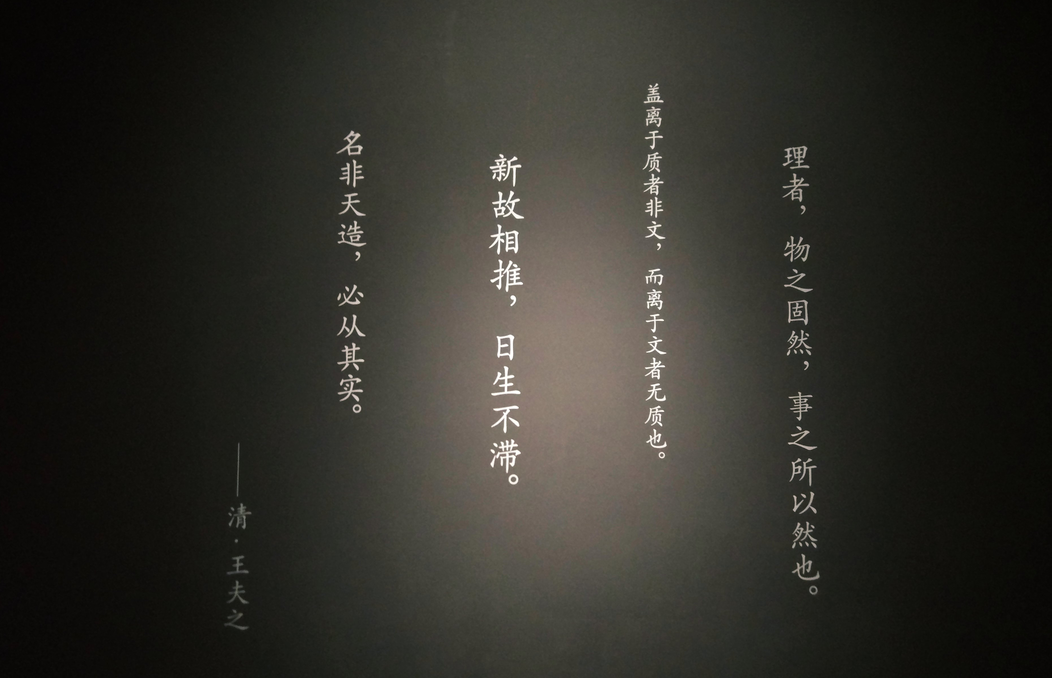 理者，物之固然，事之所以然也。
盖离于质者非文，而离于文者无质也。
新故相推，日生不滞。
名非天造，必从其实。
——清·王夫之